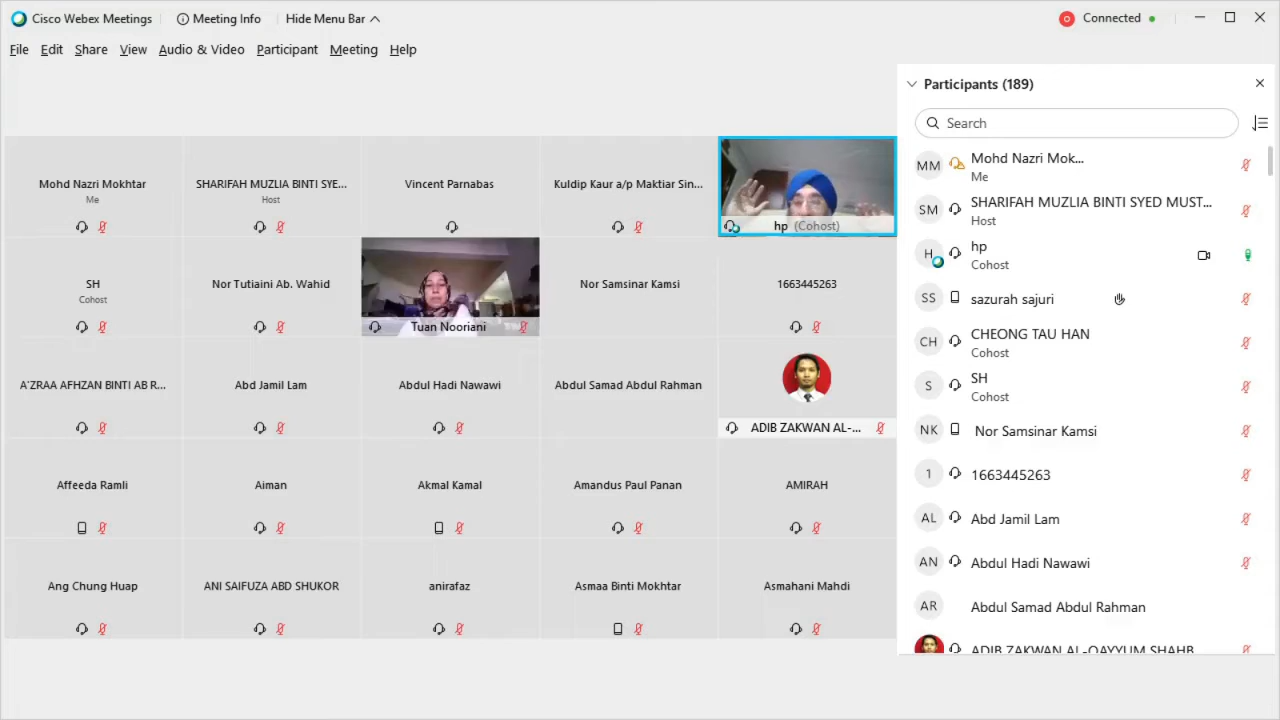 Cisco Webex Meetings
Meeting Info
Hide Menu Bar
Connected
File Edit Share View Audio & Video Participant Meeting Help
Mohd Nazri Mokhtar
Me
SHARIFAH MUZLIA BINTI SYE...
Host
Vincent Parnabas
Kuldip Kaur a/p Maktiar Sin...
hp (Cohost)
SH
Cohost
Nor Tutiaini Ab. Wahid
Tuan Nooriani
Nor Samsinar Kamsi
1663445263
A'ZRAA AFHZAN BINTI AB R...
Abd Jamil Lam
Abdul Hadi Nawawi
Abdul Samad Abdul Rahman
ADIB ZAKWAN AL-...
Affeeda Ramli
Aiman
Akmal Kamal
Amandus Paul Panan
AMIRAH
Ang Chung Huap
ANI SAIFUZA ABD SHUKOR
anirafaz
Asmaa Binti Mokhtar
Asmahani Mahdi
Participants (189)
Search
MM Mohd Nazri Mok...
Me
SM SHARIFAH MUZLIA BINTI SYED MUST...
Host
H hp
Cohost
SS sazurah sajuri
CH CHEONG TAU HAN
Cohost
S SH
Cohost
NK Nor Samsinar Kamsi
1 1663445263
AL Abd Jamil Lam
AN Abdul Hadi Nawawi
AR Abdul Samad Abdul Rahman
ADIB ZAKWAN AL-QAYYUM SHAHB